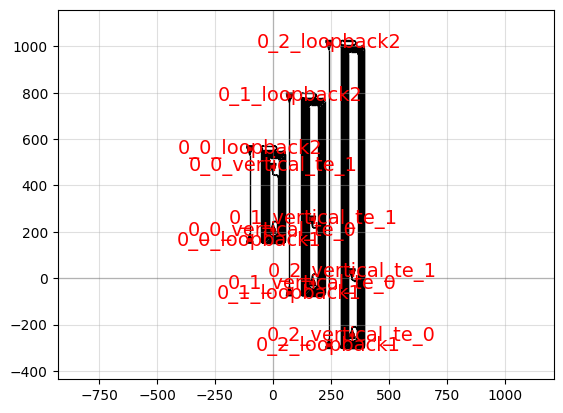 0_2_loopback2
0_1_loopback2
0_0_loopback2
0_0_vertical_te_1
0_1_vertical_te_1
0_0_vertical_te_0
0_0_loopback1
0_2_vertical_te_1
0_1_vertical_te_0
0_1_loopback1
0_2_vertical_te_0
0_2_loopback1
1000
800
600
400
200
0
−200
−400
−750 −500 −250 0 250 500 750 1000